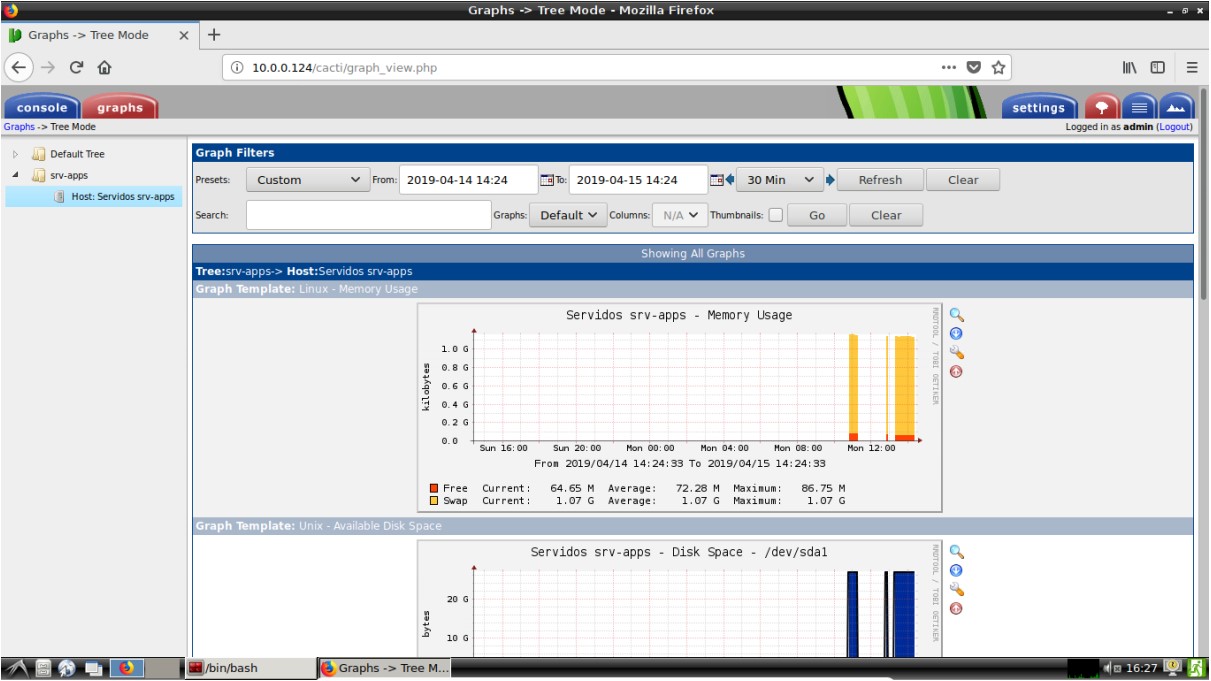 Graphs -> Tree Mode - Mozilla Firefox
Graphs -> Tree Mode
10.0.0.124/cacti/graph_view.php
console graphs settings
Graphs -> Tree Mode Logged in as admin (Logout)
Default Tree
srv-apps
Host: Servidos srv-apps
Graph Filters
Presets: Custom From: 2019-04-14 14:24 To: 2019-04-15 14:24 30 Min Refresh Clear
Search: Graphs: Default Columns: N/A Thumbnails: Go Clear
Showing All Graphs
Tree:srv-apps-> Host:Servidos srv-apps
Graph Template: Linux - Memory Usage
Servidos srv-apps - Memory Usage
RRDTOOL / TOBI OETIKER
kilobytes
1.0 G
0.8 G
0.6 G
0.4 G
0.2 G
0.0
Sun 16:00 Sun 20:00 Mon 00:00 Mon 04:00 Mon 08:00 Mon 12:00
From 2019/04/14 14:24:33 To 2019/04/15 14:24:33
Free Current: 64.65 M Average: 72.28 M Maximum: 86.75 M
Swap Current: 1.07 G Average: 1.07 G Maximum: 1.07 G
Graph Template: Unix - Available Disk Space
Servidos srv-apps - Disk Space - /dev/sda1
RRDTOOL / TOBI OETIKER
bytes
20 G
10 G
/bin/bash
Graphs -> Tree M...
16:27